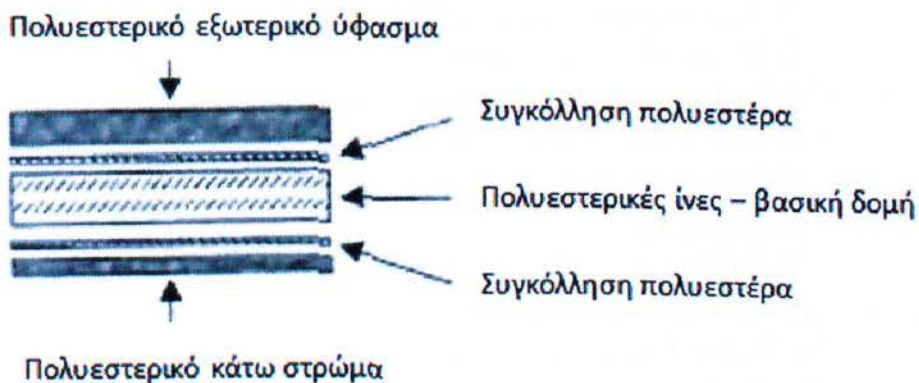 Πολυεστερικό εξωτερικό ύφασμα
Συγκόλληση πολυεστέρα
Πολυεστερικές ίνες – βασική δομή
Συγκόλληση πολυεστέρα
Πολυεστερικό κάτω στρώμα